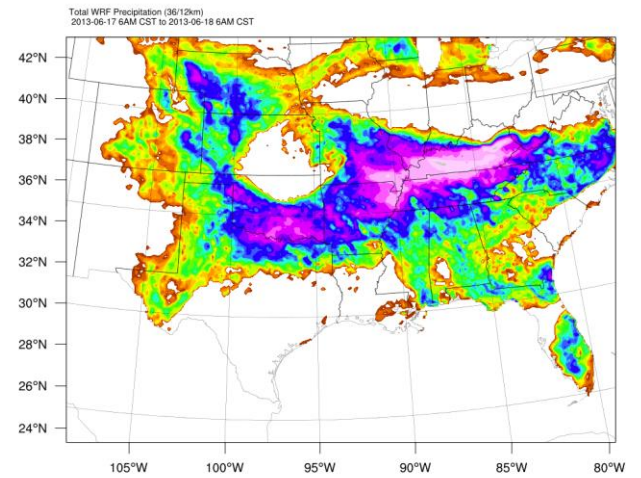 Total WRF Precipitation (36/12km)
2013-06-17 6AM CST to 2013-06-18 6AM CST
42°N
40°N
38°N
36°N
34°N
32°N
30°N
28°N
26°N
24°N
105°W 100°W 95°W 90°W 85°W 80°W